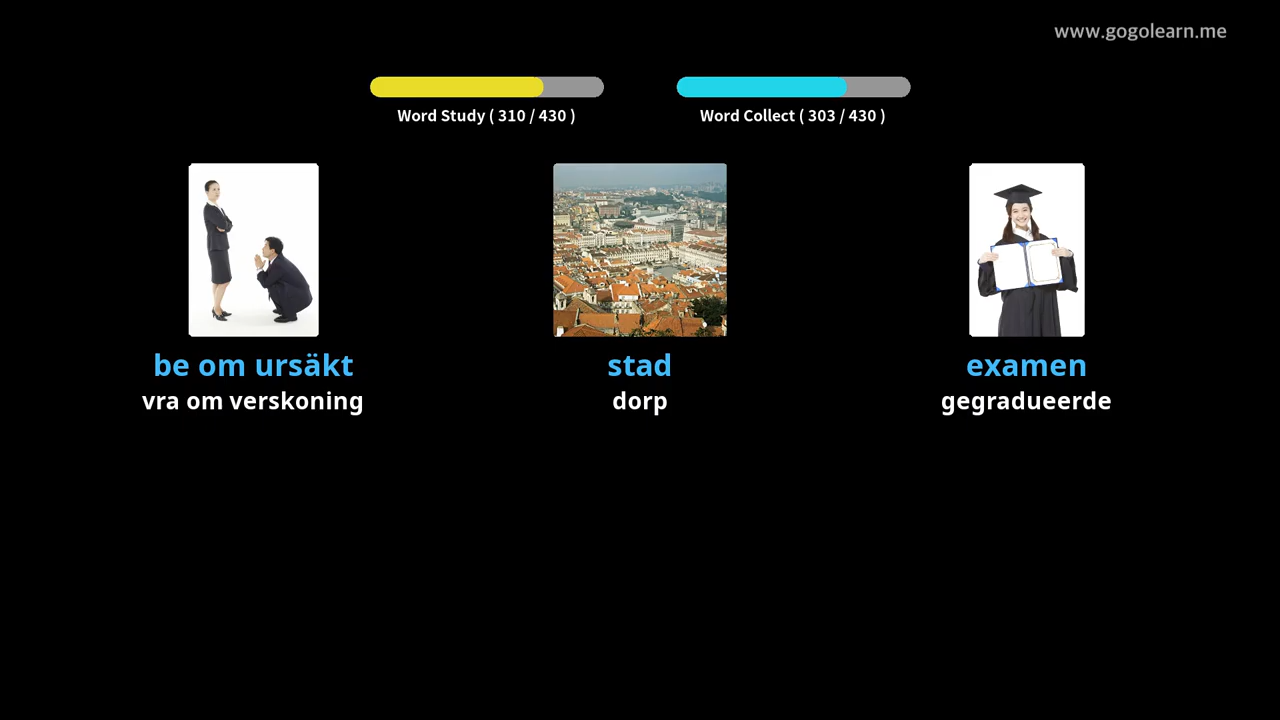 www.gogolearn.me
Word Study ( 310 / 430 )
Word Collect ( 303 / 430 )
be om ursäkt
vra om verskoning
stad
dorp
examen
gegradueerde